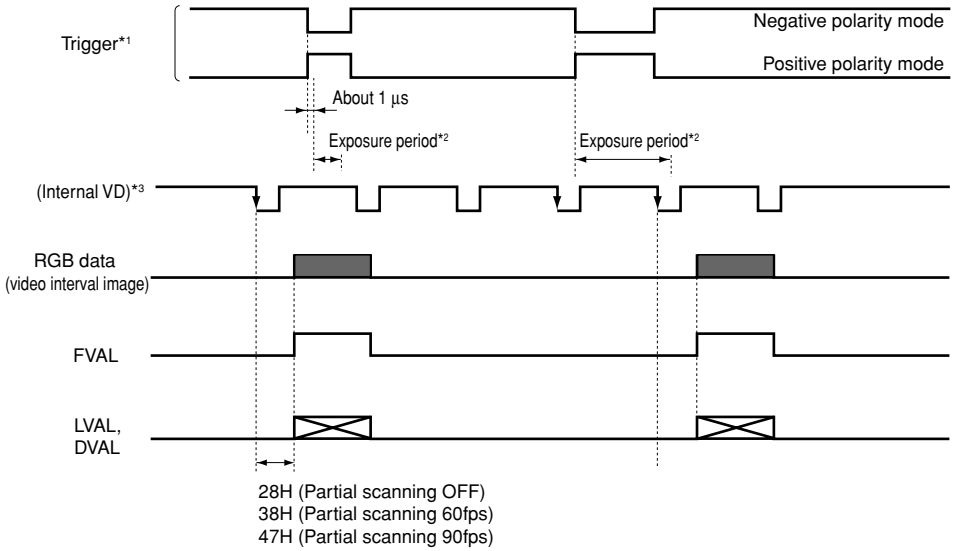 Negative polarity mode
Trigger*1
Positive polarity mode
About 1 μs
Exposure period*2
Exposure period*2
(Internal VD)*3
RGB data
(video interval image)
FVAL
LVAL,
DVAL
28H (Partial scanning OFF)
38H (Partial scanning 60fps)
47H (Partial scanning 90fps)